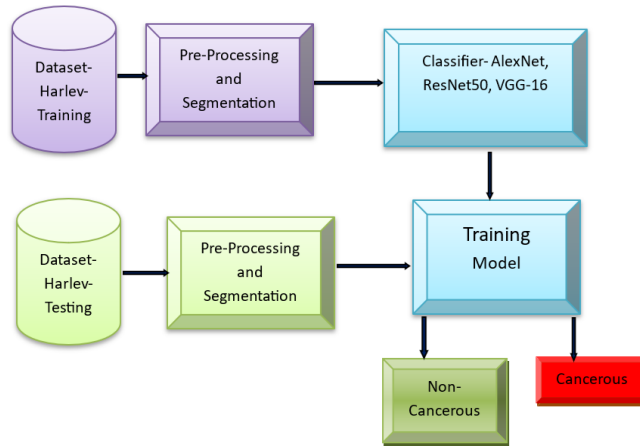 Dataset-
Harlev-
Training
Pre-Processing
and
Segmentation
Classifier- AlexNet,
ResNet50, VGG-16
Dataset-
Harlev-
Testing
Pre-Processing
and
Segmentation
Training
Model
Non-
Cancerous
Cancerous